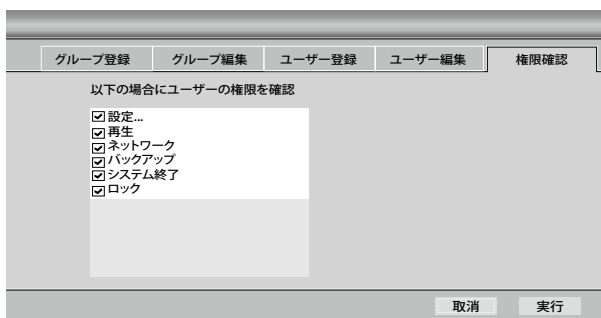 グループ登録 グループ編集 ユーザー登録 ユーザー編集 権限確認
以下の場合にユーザーの権限を確認
設定...
再生
ネットワーク
バックアップ
システム終了
ロック
取消 実行